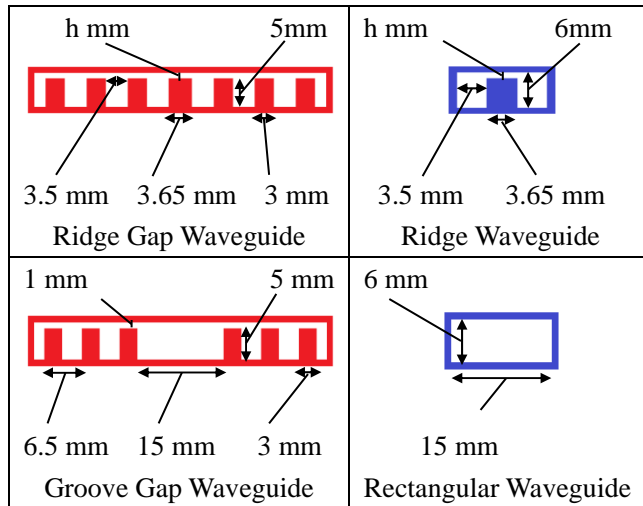 h mm 5mm
3.5 mm 3.65 mm 3 mm
Ridge Gap Waveguide
h mm 6mm
3.5 mm 3.65 mm
Ridge Waveguide
1 mm 5 mm
6.5 mm 15 mm 3 mm
Groove Gap Waveguide
6 mm
15 mm
Rectangular Waveguide